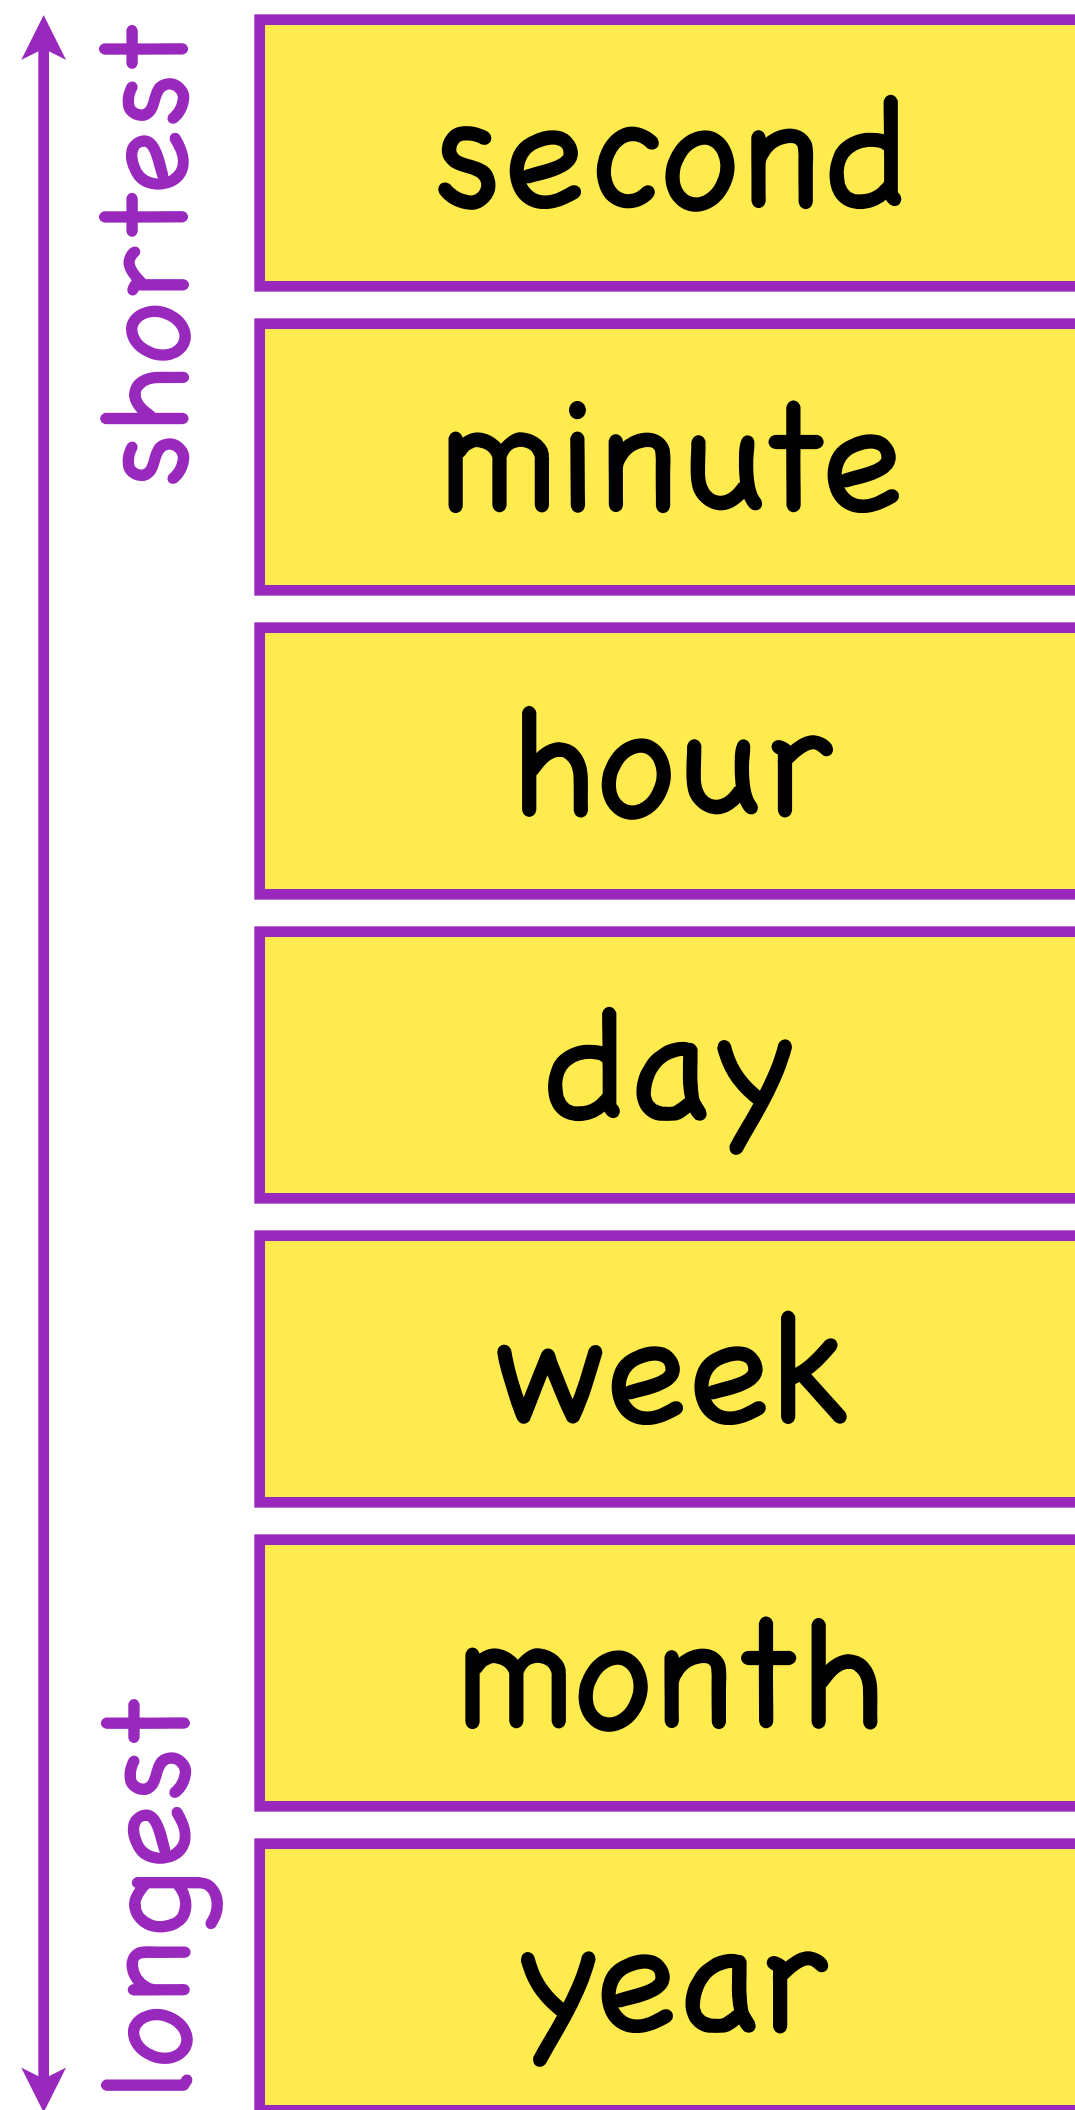 shortest
second
minute
hour
day
week
month
year
longest